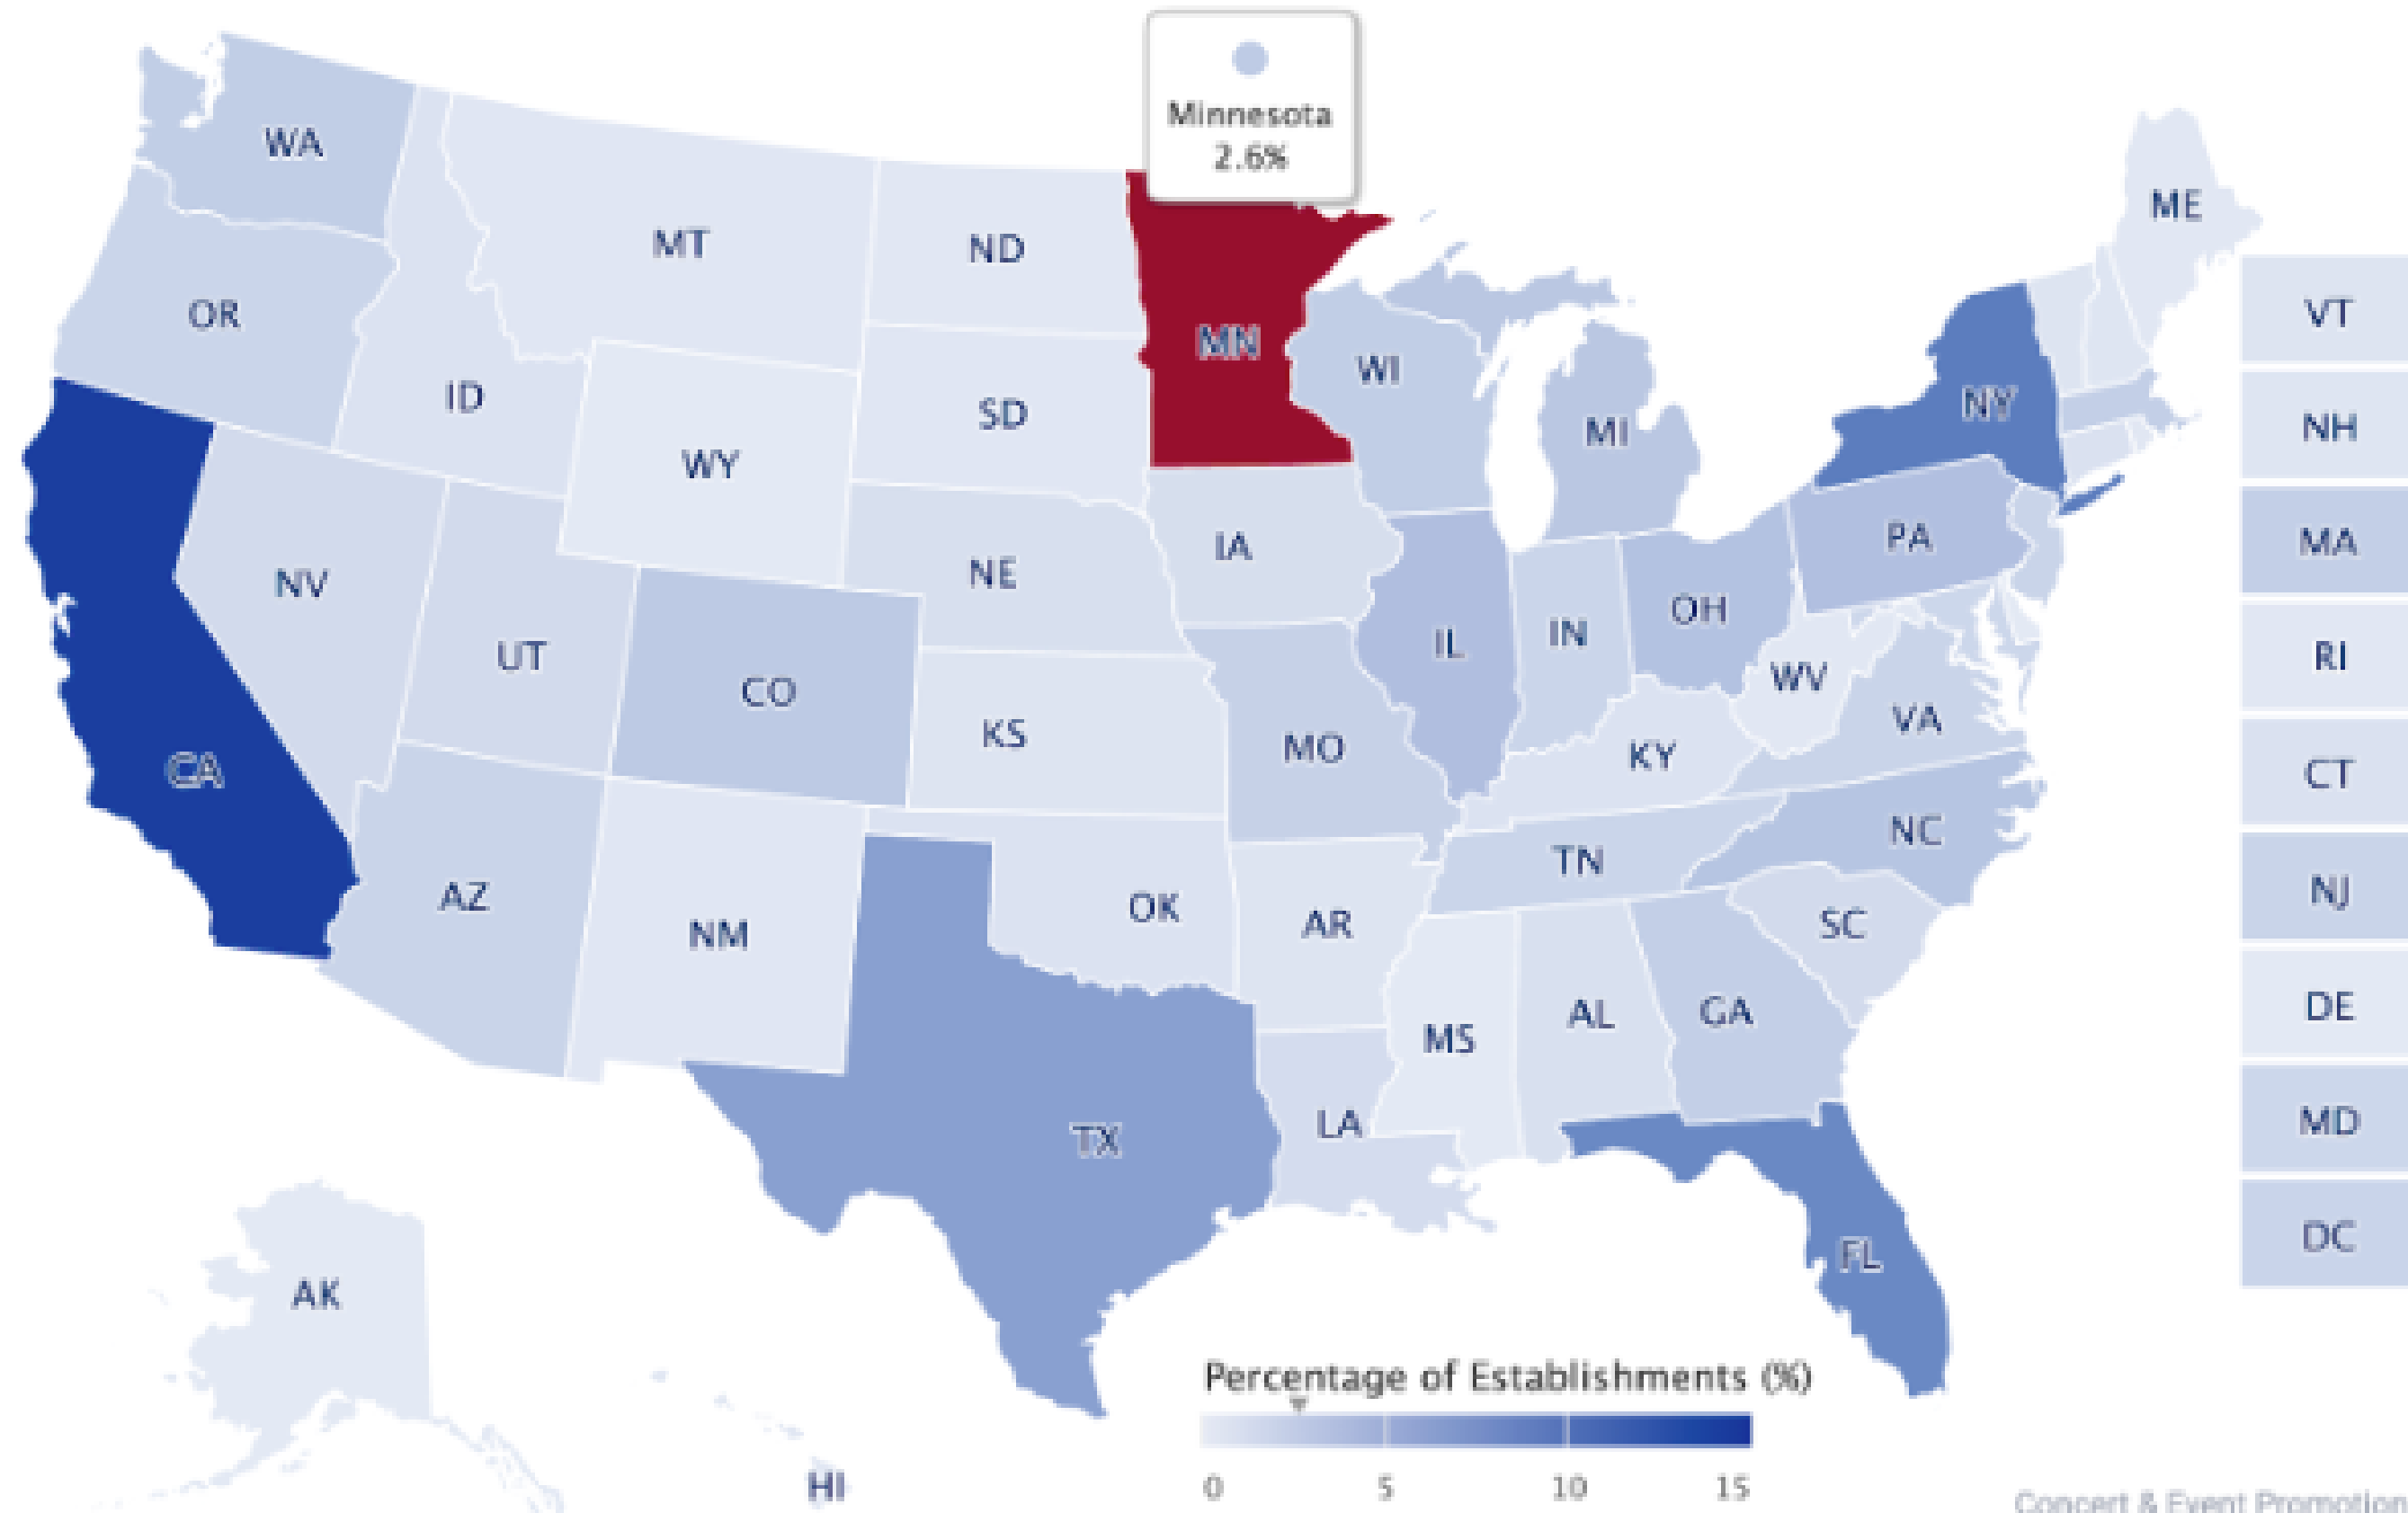 Minnesota
2.6%
WA
MT
ND
ME
OR
MN
VT
WI
NY
ID
SD
MI
NH
WY
PA
MA
IA
NV
NE
OH
IN
IL
UT
RI
WV
CO
KS
MO
VA
KY
CT
CA
NC
TN
NJ
AZ
OK
AR
SC
NM
AL
GA
MS
DE
TX
LA
MD
DC
FL
AK
HI
Percentage of Establishments (%)
0 5 10 15
Concert & Event Promotion